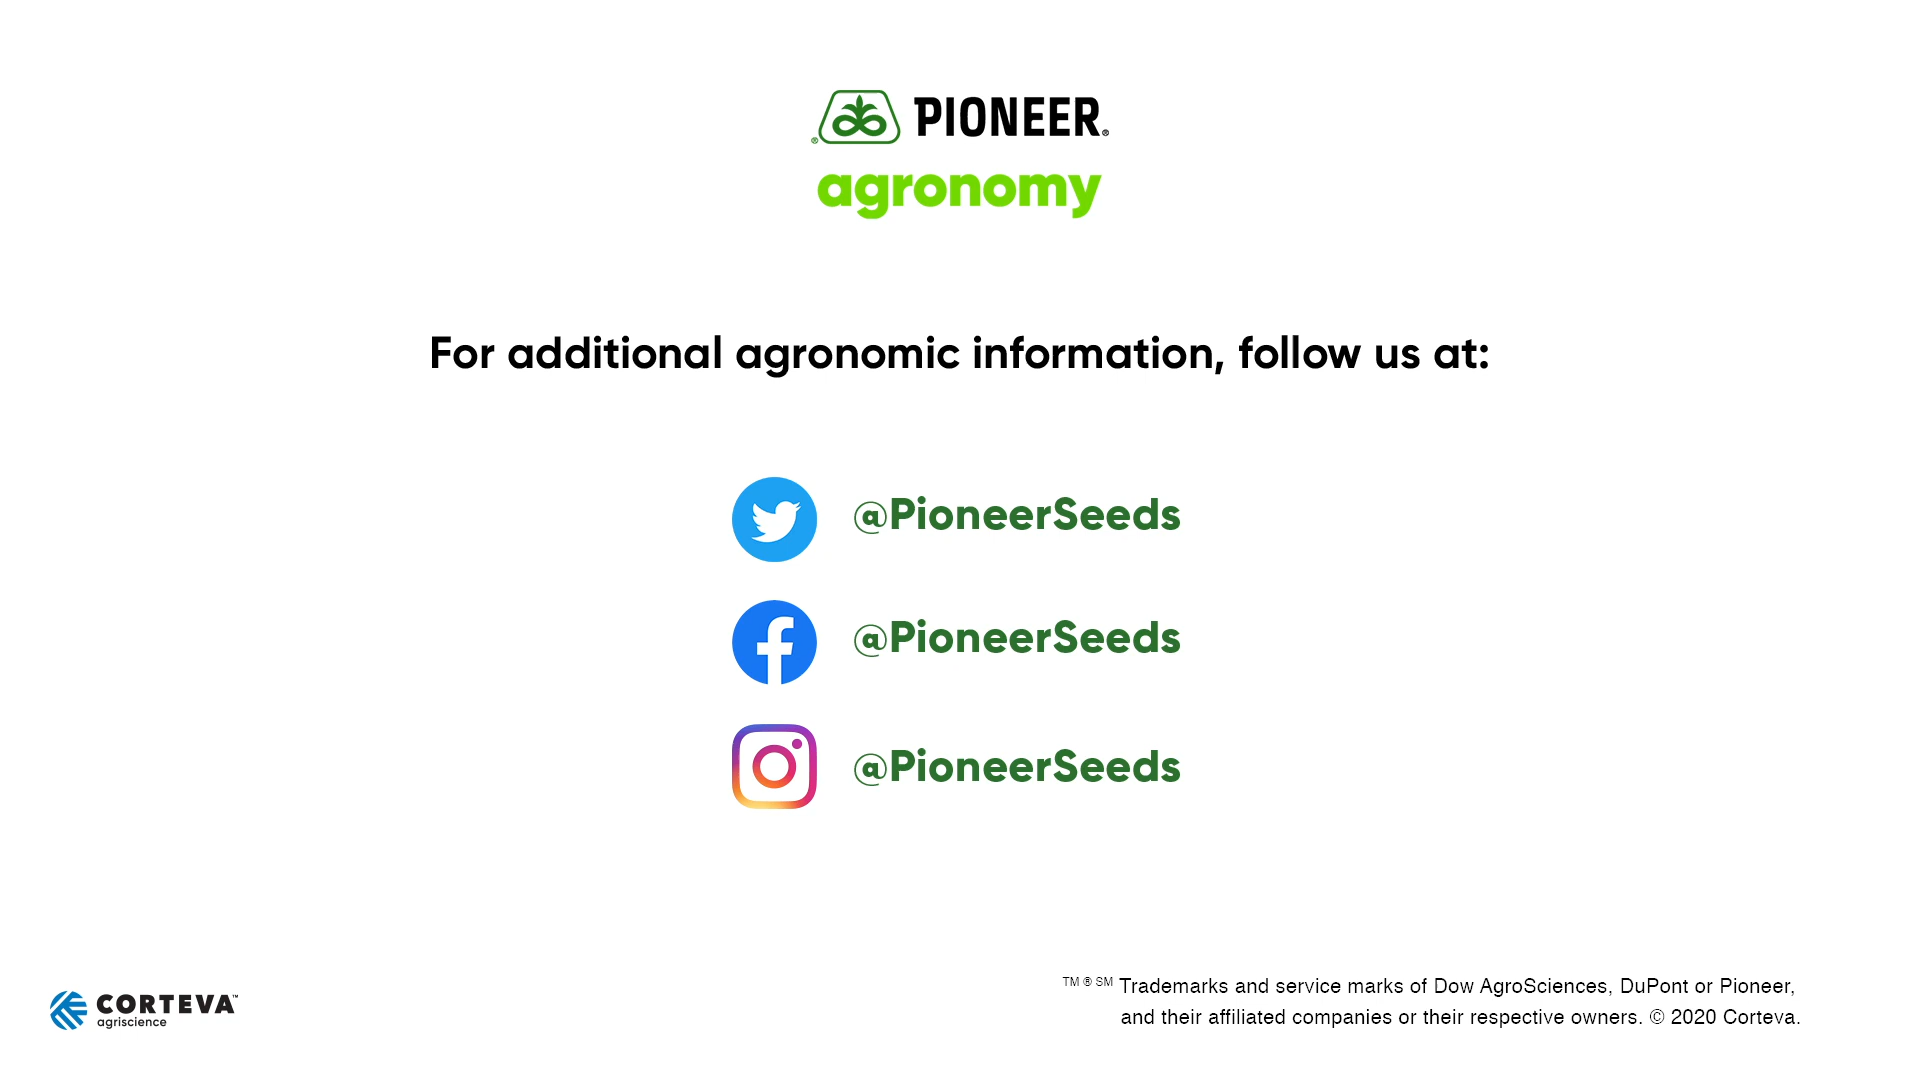 PIONEER®
agronomy
For additional agronomic information, follow us at:
@PioneerSeeds
@PioneerSeeds
@PioneerSeeds
CORTEVA™
agriscience
TM ® SM Trademarks and service marks of Dow AgroSciences, DuPont or Pioneer,
and their affiliated companies or their respective owners. © 2020 Corteva.